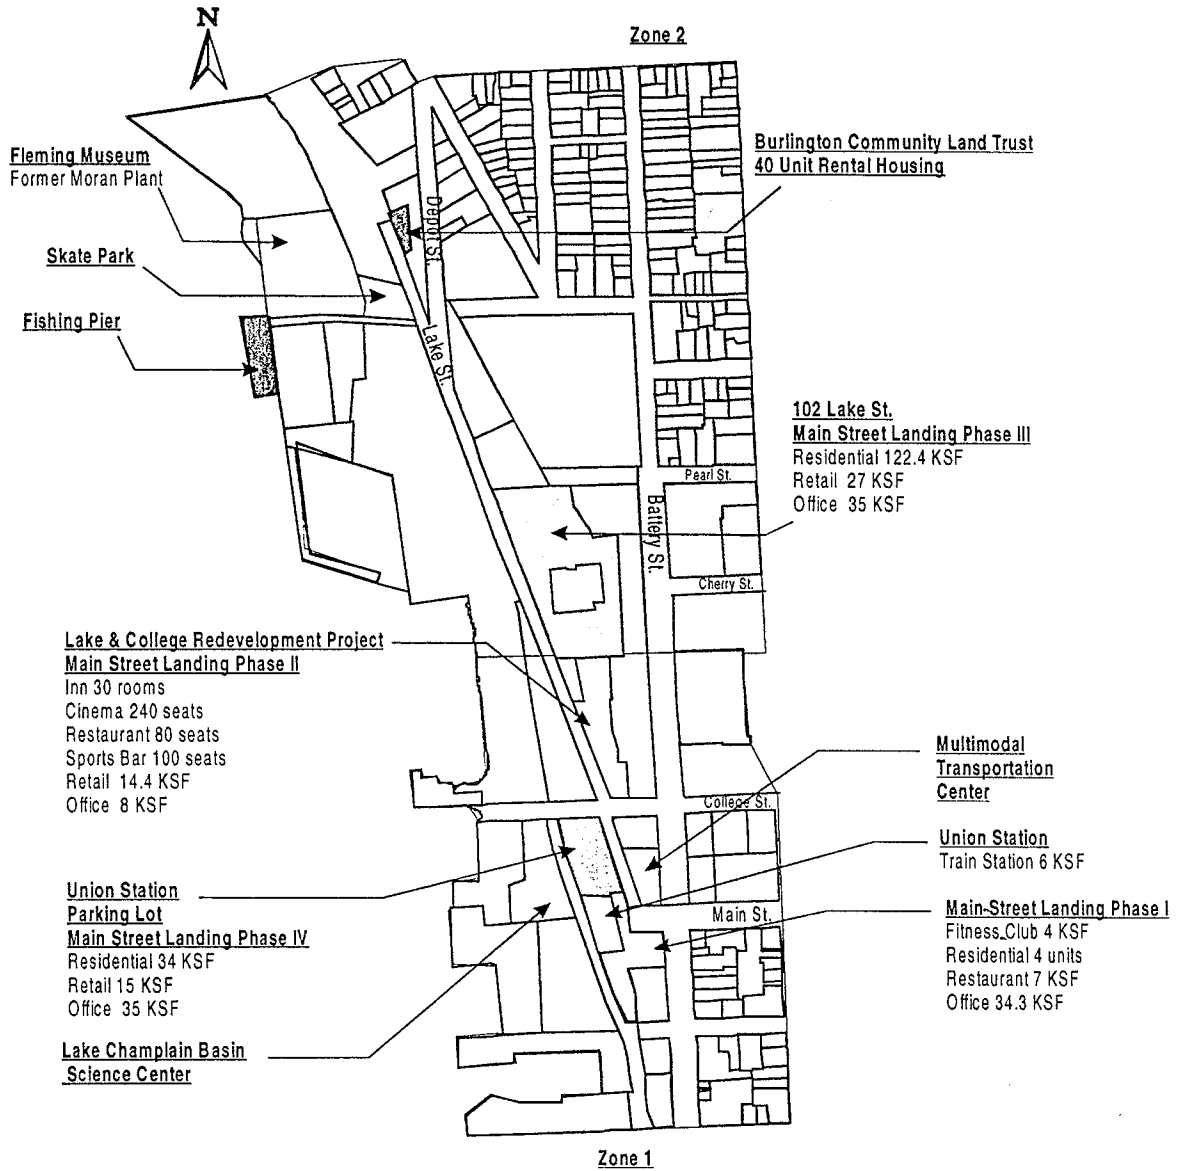 N
Zone 2
Fleming Museum
Former Moran Plant
Skate Park
Fishing Pier
Burlington Community Land Trust
40 Unit Rental Housing
Depot St.
Lake St.
102 Lake St.
Main Street Landing Phase III
Residential 122.4 KSF
Retail 27 KSF
Office 35 KSF
Pearl St.
Battery St.
Cherry St.
Lake & College Redevelopment Project
Main Street Landing Phase II
Inn 30 rooms
Cinema 240 seats
Restaurant 80 seats
Sports Bar 100 seats
Retail 14.4 KSF
Office 8 KSF
Multimodal
Transportation
Center
College St.
Union Station
Train Station 6 KSF
Union Station
Parking Lot
Main Street Landing Phase IV
Residential 34 KSF
Retail 15 KSF
Office 35 KSF
Main St.
Main-Street Landing Phase I
Fitness Club 4 KSF
Residential 4 units
Restaurant 7 KSF
Office 34.3 KSF
Lake Champlain Basin
Science Center
Zone 1